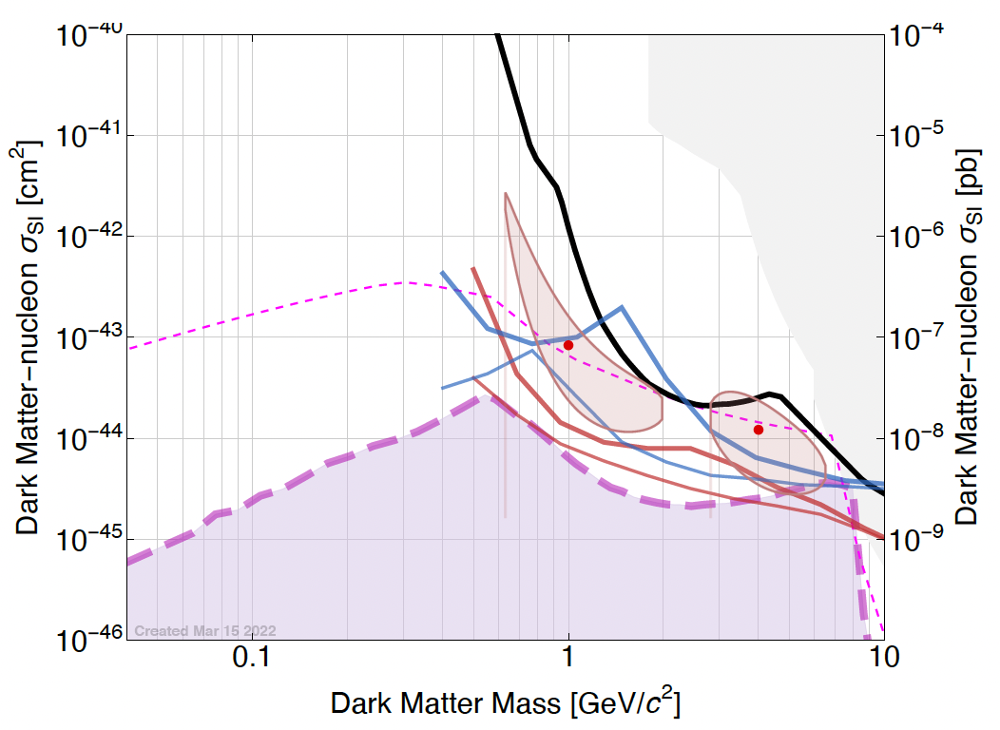 10⁻⁴⁰
10⁻⁴¹
10⁻⁴²
10⁻⁴³
10⁻⁴⁴
10⁻⁴⁵
10⁻⁴⁶
Dark Matter−nucleon σSI [cm²]
10⁻⁴
10⁻⁵
10⁻⁶
10⁻⁷
10⁻⁸
10⁻⁹
Dark Matter−nucleon σSI [pb]
Created Mar 15 2022
0.1 1 10
Dark Matter Mass [GeV/c²]